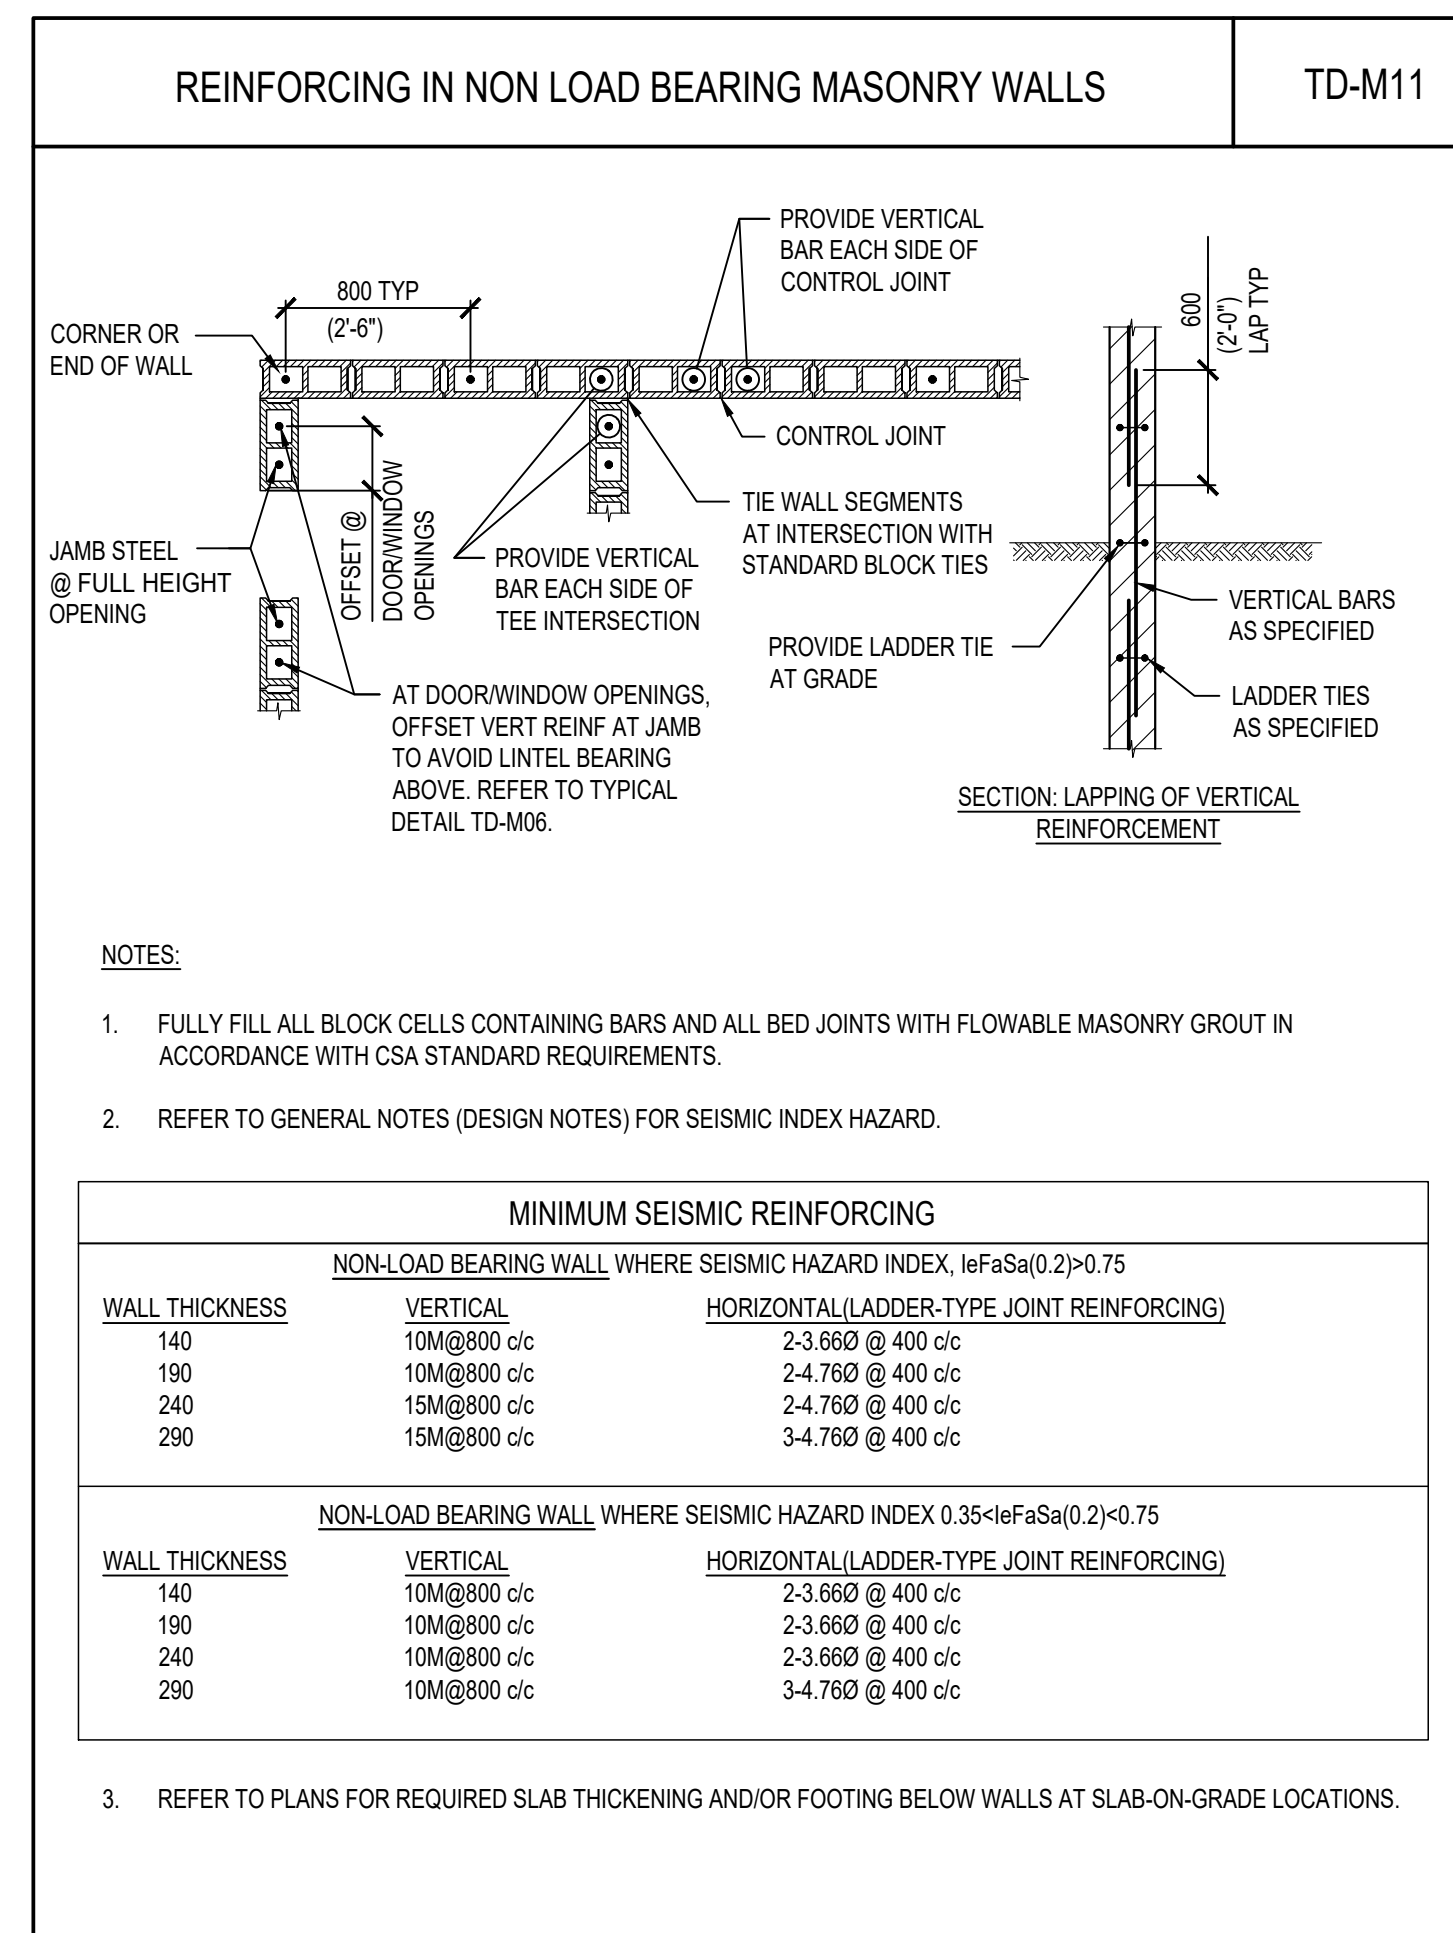 REINFORCING IN NON LOAD BEARING MASONRY WALLS
TD-M11
PROVIDE VERTICAL
BAR EACH SIDE OF
CONTROL JOINT
800 TYP
(2'-6")
CORNER OR
END OF WALL
600
(2'-0")
LAP TYP
CONTROL JOINT
OFFSET @
DOOR/WINDOW
OPENINGS
TIE WALL SEGMENTS
AT INTERSECTION WITH
STANDARD BLOCK TIES
JAMB STEEL
@ FULL HEIGHT
OPENING
PROVIDE VERTICAL
BAR EACH SIDE OF
TEE INTERSECTION
VERTICAL BARS
AS SPECIFIED
PROVIDE LADDER TIE
AT GRADE
LADDER TIES
AS SPECIFIED
AT DOOR/WINDOW OPENINGS,
OFFSET VERT REINF AT JAMB
TO AVOID LINTEL BEARING
ABOVE. REFER TO TYPICAL
DETAIL TD-M06.
SECTION: LAPPING OF VERTICAL
REINFORCEMENT
NOTES:
1. FULLY FILL ALL BLOCK CELLS CONTAINING BARS AND ALL BED JOINTS WITH FLOWABLE MASONRY GROUT IN
ACCORDANCE WITH CSA STANDARD REQUIREMENTS.
2. REFER TO GENERAL NOTES (DESIGN NOTES) FOR SEISMIC INDEX HAZARD.
MINIMUM SEISMIC REINFORCING
NON-LOAD BEARING WALL WHERE SEISMIC HAZARD INDEX, IeFaSa(0.2)>0.75
WALL THICKNESS VERTICAL HORIZONTAL(LADDER-TYPE JOINT REINFORCING)
140 10M@800 c/c 2-3.66Ø @ 400 c/c
190 10M@800 c/c 2-4.76Ø @ 400 c/c
240 15M@800 c/c 2-4.76Ø @ 400 c/c
290 15M@800 c/c 3-4.76Ø @ 400 c/c
NON-LOAD BEARING WALL WHERE SEISMIC HAZARD INDEX 0.35<IeFaSa(0.2)<0.75
WALL THICKNESS VERTICAL HORIZONTAL(LADDER-TYPE JOINT REINFORCING)
140 10M@800 c/c 2-3.66Ø @ 400 c/c
190 10M@800 c/c 2-3.66Ø @ 400 c/c
240 10M@800 c/c 2-3.66Ø @ 400 c/c
290 10M@800 c/c 3-4.76Ø @ 400 c/c
3. REFER TO PLANS FOR REQUIRED SLAB THICKENING AND/OR FOOTING BELOW WALLS AT SLAB-ON-GRADE LOCATIONS.